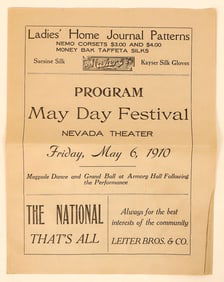 Ladies' Home Journal Patterns
NEMO CORSETS $3.00 AND $4.00
MONEY BAK TAFFETA SILKS
Sorsine Silk
Kayser Silk Gloves
PROGRAM
May Day Festival
NEVADA THEATER
Friday, May 6, 1910
Maypole Dance and Grand Ball at Armory Hall Following
the Performance
THE NATIONAL
THAT'S ALL
Always for the best
interests of the community
LEITER BROS. & CO.